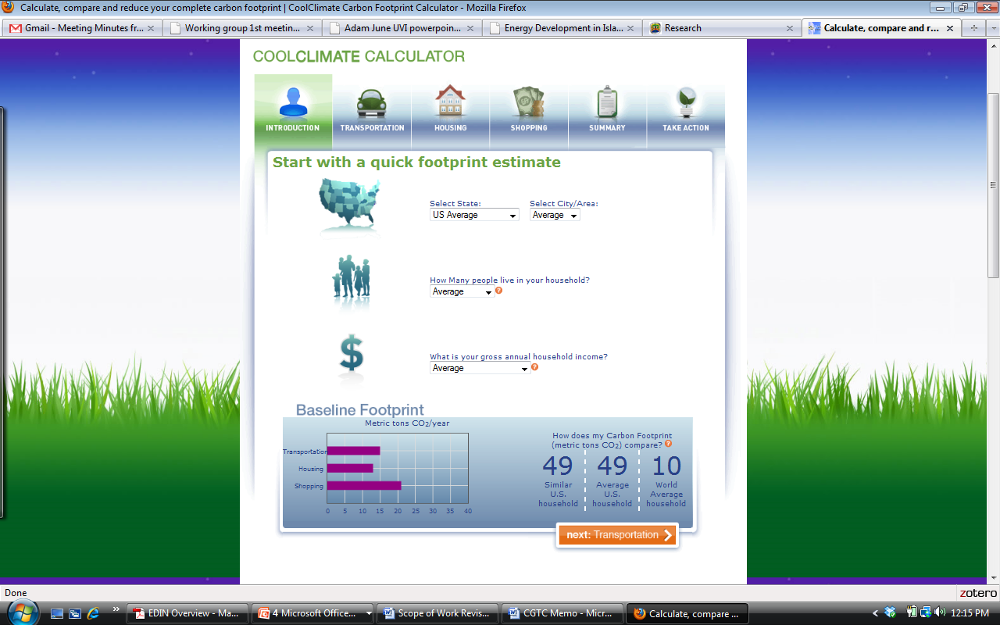 Calculate, compare and reduce your complete carbon footprint | CoolClimate Carbon Footprint Calculator - Mozilla Firefox
Gmail - Meeting Minutes fr...
Working group 1st meetin...
Adam June UVI powerpoin...
Energy Development in Isla...
Research
Calculate, compare and r...
COOLCLIMATE CALCULATOR
INTRODUCTION
TRANSPORTATION
HOUSING
SHOPPING
SUMMARY
TAKE ACTION
Start with a quick footprint estimate
Select State:
Select City/Area:
US Average
Average
How Many people live in your household?
Average
?
$
What is your gross annual household income?
Average
?
Baseline Footprint
Metric tons CO2/year
Transportation
Housing
Shopping
0 5 10 15 20 25 30 35 40
How does my Carbon Footprint
(metric tons CO2) compare? ?
49
Similar
U.S.
household
49
Average
U.S.
household
10
World
Average
household
next: Transportation
Done
zotero
EDIN Overview - Ma...
4 Microsoft Office...
Scope of Work Revis...
CGTC Memo - Micr...
Calculate, compare ...
12:15 PM